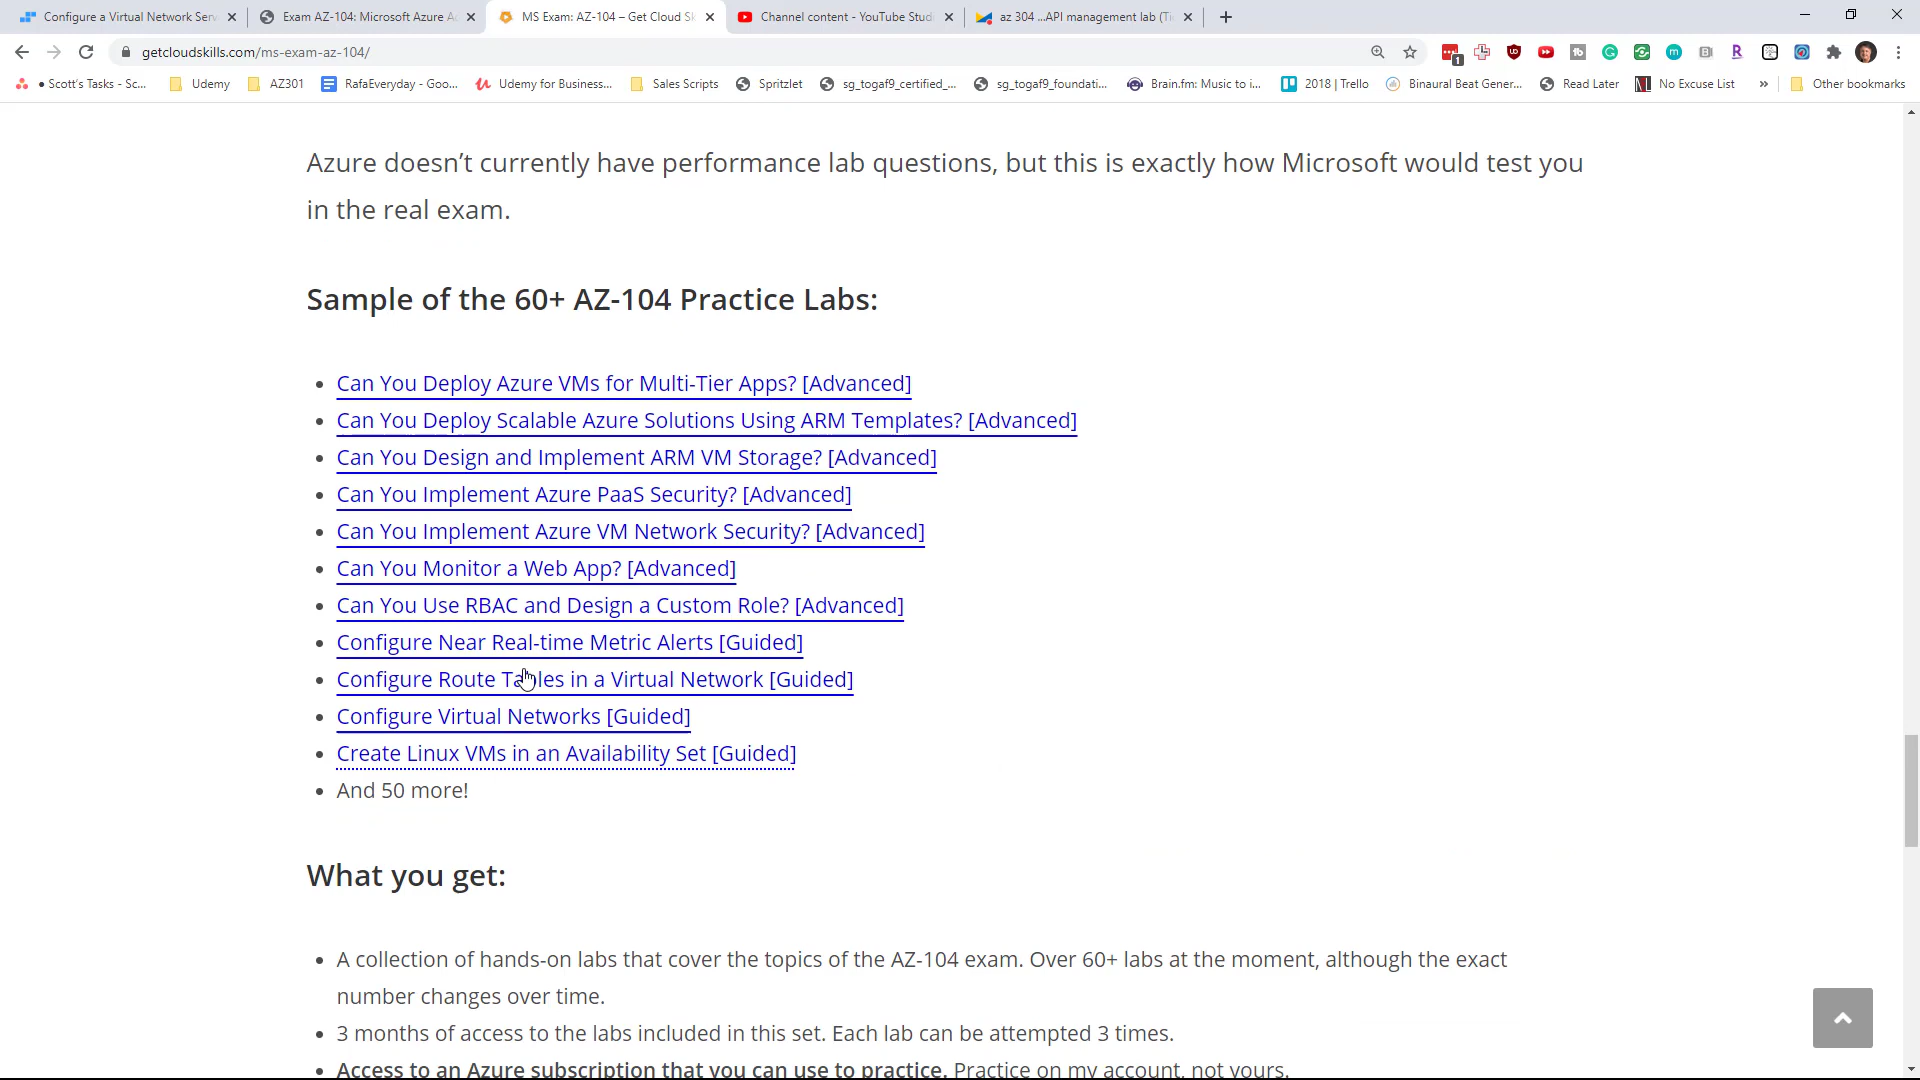 Configure a Virtual Network Serv
Exam AZ-104: Microsoft Azure A
MS Exam: AZ-104 – Get Cloud Sk
Channel content - YouTube Stud
az 304 ...API management lab (Ti
getcloudskills.com/ms-exam-az-104/
• Scott's Tasks - Sc...
Udemy
AZ301
RafaEveryday - Goo...
Udemy for Business...
Sales Scripts
Spritzlet
sg_togaf9_certified_...
sg_togaf9_foundati...
Brain.fm: Music to i...
2018 | Trello
Binaural Beat Gener...
Read Later
No Excuse List
»
Other bookmarks
Azure doesn't currently have performance lab questions, but this is exactly how Microsoft would test you
in the real exam.
Sample of the 60+ AZ-104 Practice Labs:
• Can You Deploy Azure VMs for Multi-Tier Apps? [Advanced]
• Can You Deploy Scalable Azure Solutions Using ARM Templates? [Advanced]
• Can You Design and Implement ARM VM Storage? [Advanced]
• Can You Implement Azure PaaS Security? [Advanced]
• Can You Implement Azure VM Network Security? [Advanced]
• Can You Monitor a Web App? [Advanced]
• Can You Use RBAC and Design a Custom Role? [Advanced]
• Configure Near Real-time Metric Alerts [Guided]
• Configure Route Tables in a Virtual Network [Guided]
• Configure Virtual Networks [Guided]
• Create Linux VMs in an Availability Set [Guided]
• And 50 more!
What you get:
• A collection of hands-on labs that cover the topics of the AZ-104 exam. Over 60+ labs at the moment, although the exact
number changes over time.
• 3 months of access to the labs included in this set. Each lab can be attempted 3 times.
• Access to an Azure subscription that you can use to practice. Practice on my account, not yours.